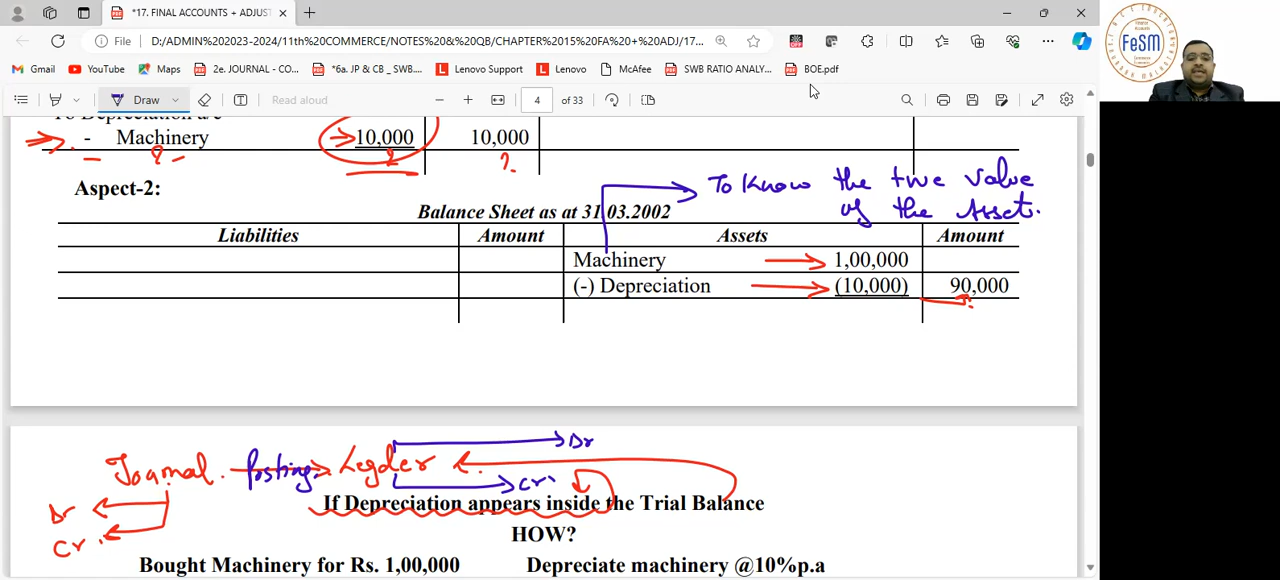 *17. FINAL ACCOUNTS + ADJUST
File D:/ADMIN%202023-2024/11th%20COMMERCE/NOTES%20&%20QB/CHAPTER%2015%20FA%20+%20ADJ/17...
Gmail YouTube Maps 2e. JOURNAL - CO... *6a. JP & CB _ SWB.... Lenovo Support Lenovo McAfee SWB RATIO ANALY... BOE.pdf
Draw Read aloud 4 of 33
FeSM
To Depreciation a/c
- Machinery 10,000 10,000
? - ? ?
Aspect-2:
To Know the true value
of the Asset.
Balance Sheet as at 31.03.2002
Liabilities Amount Assets Amount
Machinery 1,00,000
(-) Depreciation (10,000) 90,000
Journal Posting Legder Dr
Cr
Dr
Cr
If Depreciation appears inside the Trial Balance
HOW?
Bought Machinery for Rs. 1,00,000 Depreciate machinery @10%p.a